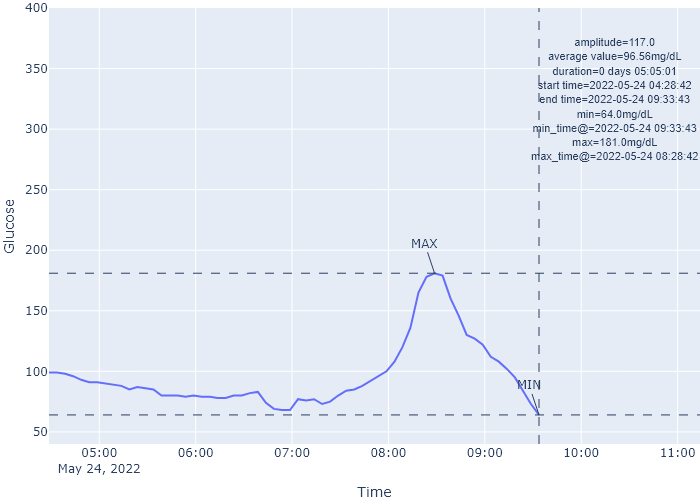 400
350
300
250
200
150
100
50
Glucose
amplitude=117.0
average value=96.56mg/dL
duration=0 days 05:05:01
start time=2022-05-24 04:28:42
end time=2022-05-24 09:33:43
min=64.0mg/dL
min_time@=2022-05-24 09:33:43
max=181.0mg/dL
max_time@=2022-05-24 08:28:42
MAX
MIN
05:00 06:00 07:00 08:00 09:00 10:00 11:00
May 24, 2022
Time